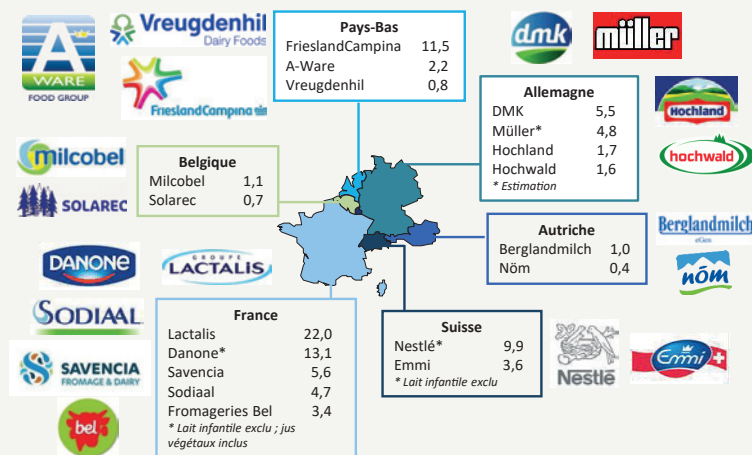 A
WARE
FOOD GROUP
Vreugdenhil
Dairy Foods
FrieslandCampina
Pays-Bas
FrieslandCampina 11,5
A-Ware 2,2
Vreugdenhil 0,8
dmk
müller
Allemagne
DMK 5,5
Müller* 4,8
Hochland 1,7
Hochwald 1,6
* Estimation
Hochland
hochwald
milcobel
SOLAREC
Belgique
Milcobel 1,1
Solarec 0,7
Autriche
Berglandmilch 1,0
Nöm 0,4
Berglandmilch
eGen
nöm
DANONE
GROUPE
LACTALIS
SODIAAL
SAVENCIA
FROMAGE & DAIRY
bel
France
Lactalis 22,0
Danone* 13,1
Savencia 5,6
Sodiaal 4,7
Fromageries Bel 3,4
* Lait infantile exclu ; jus
végétaux inclus
Suisse
Nestlé* 9,9
Emmi 3,6
* Lait infantile exclu
Nestlé
Emmi